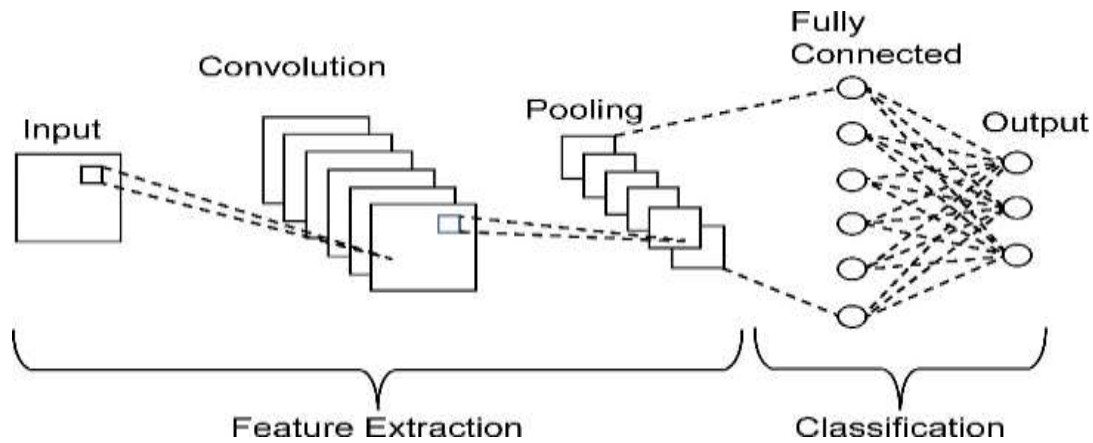 Input
Convolution
Pooling
Fully
Connected
Output
Feature Extraction
Classification